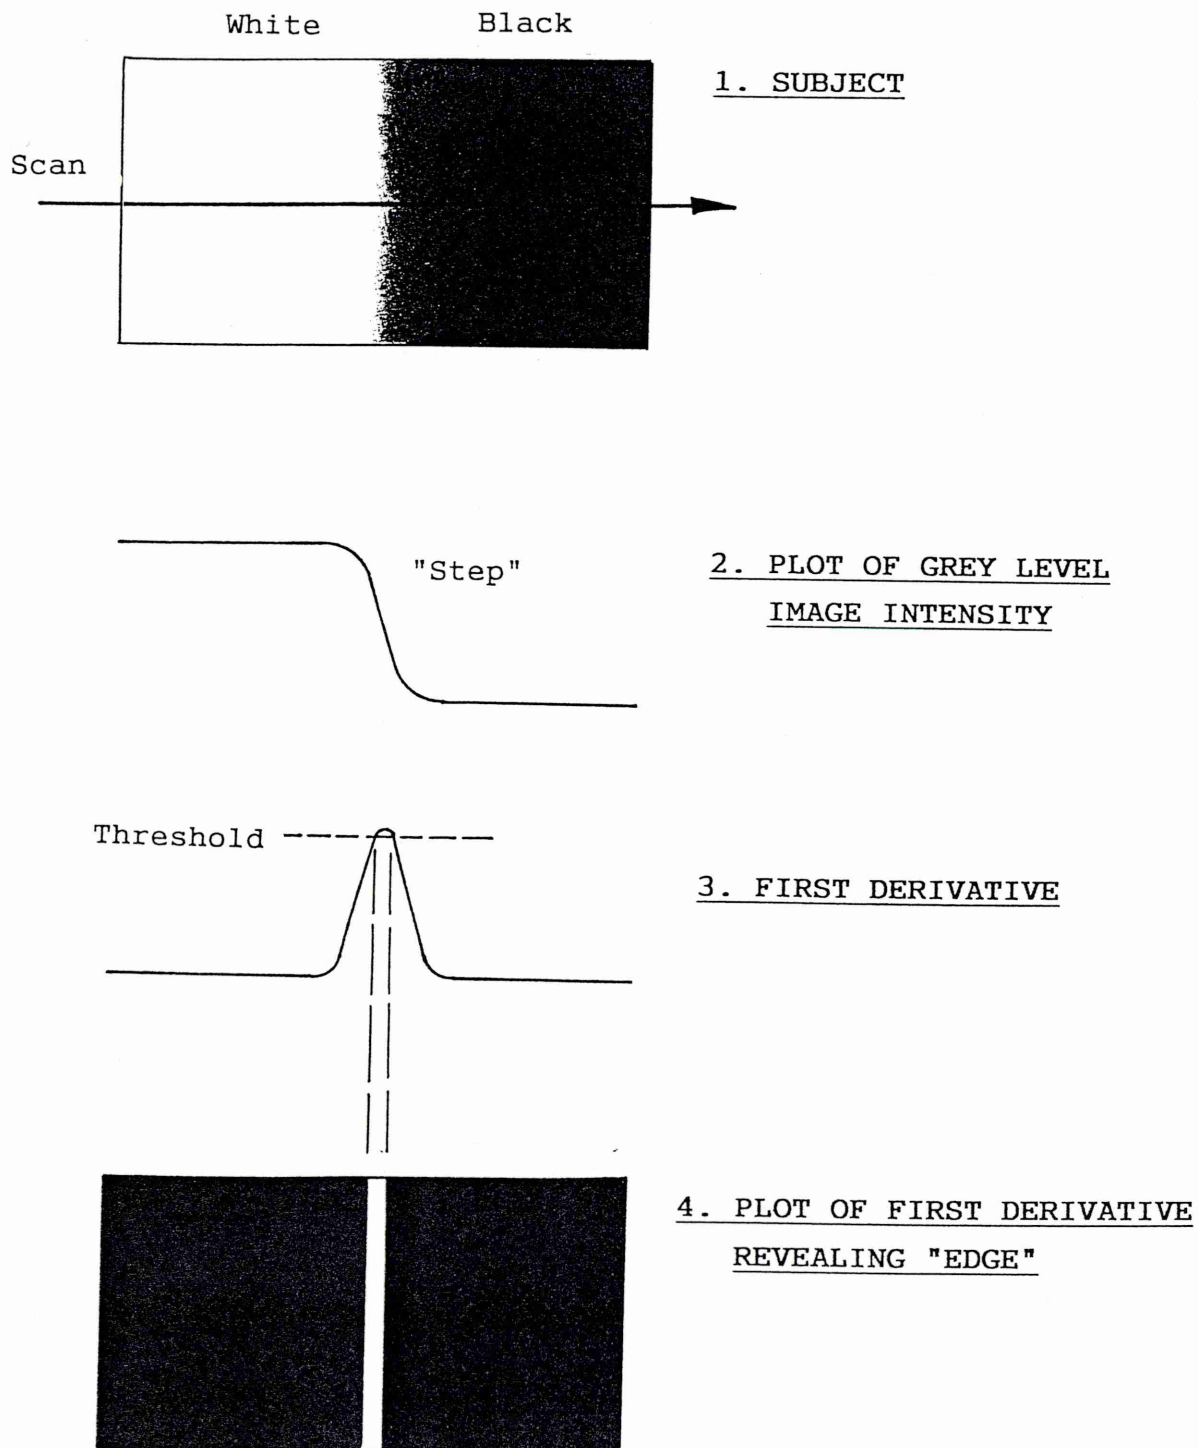 White Black
1. SUBJECT
Scan
"Step"
2. PLOT OF GREY LEVEL
IMAGE INTENSITY
Threshold
3. FIRST DERIVATIVE
4. PLOT OF FIRST DERIVATIVE
REVEALING "EDGE"